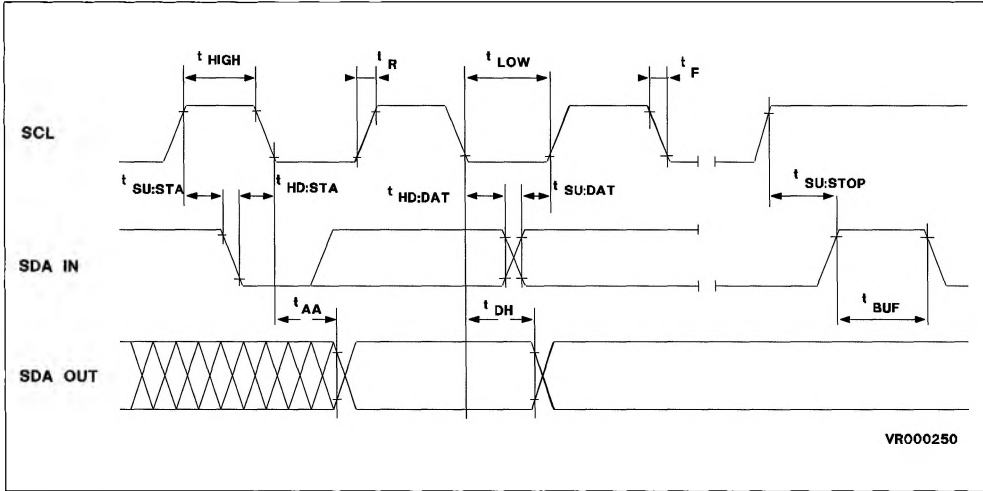 t HIGH
t R
t LOW
t F
SCL
t SU:STA
t HD:STA
t HD:DAT
t SU:DAT
t SU:STOP
SDA IN
t AA
t DH
t BUF
SDA OUT
VR000250